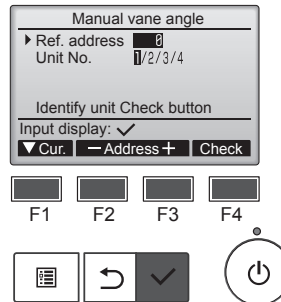 Manual vane angle
Ref. address 0
Unit No. 1/2/3/4
Identify unit Check button
Input display: ✓
▼ Cur. − Address + Check
F1 F2 F3 F4